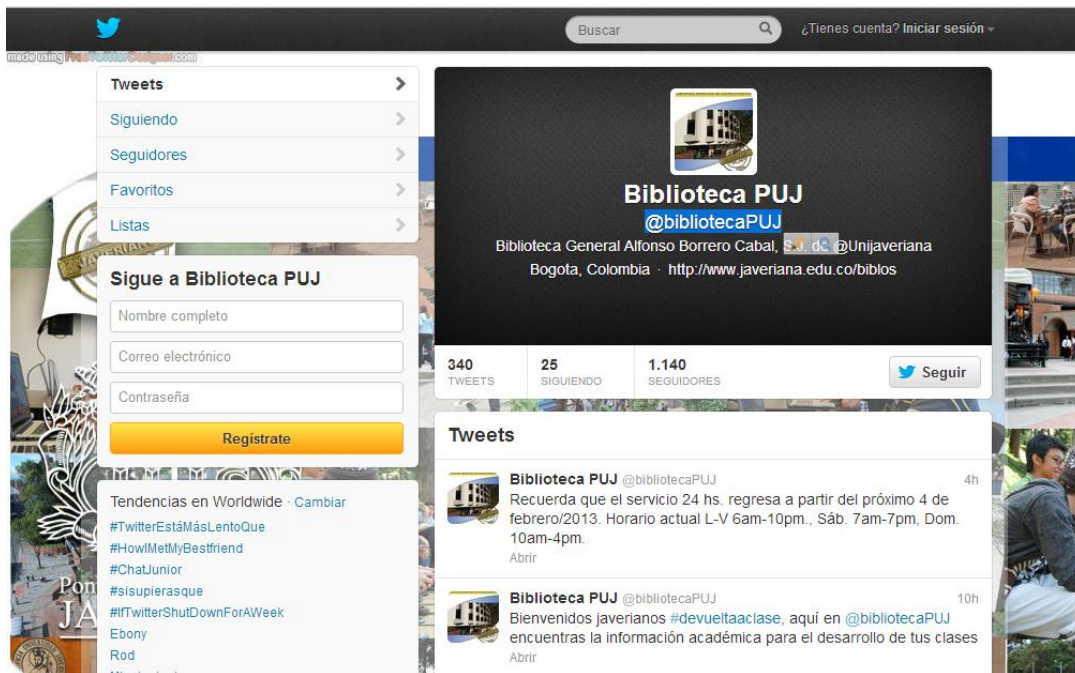 Buscar
¿Tienes cuenta? Iniciar sesión
made using FreeTwitterDesigner.com
Tweets
Siguiendo
Seguidores
Favoritos
Listas
Sigue a Biblioteca PUJ
Nombre completo
Correo electrónico
Contraseña
Regístrate
Tendencias en Worldwide · Cambiar
#TwitterEstáMásLentoQue
#HowIMetMyBestfriend
#ChatJunior
#sisupierasque
#IfTwitterShutDownForAWeek
Ebony
Rod
Biblioteca PUJ
@bibliotecaPUJ
Biblioteca General Alfonso Borrero Cabal, S.J. de @Unijaveriana
Bogota, Colombia · http://www.javeriana.edu.co/biblos
340
TWEETS
25
SIGUIENDO
1.140
SEGUIDORES
Seguir
Tweets
Biblioteca PUJ @bibliotecaPUJ 4h
Recuerda que el servicio 24 hs. regresa a partir del próximo 4 de
febrero/2013. Horario actual L-V 6am-10pm., Sáb. 7am-7pm, Dom.
10am-4pm.
Abrir
Biblioteca PUJ @bibliotecaPUJ 10h
Bienvenidos javerianos #devueltaaclase, aquí en @bibliotecaPUJ
encuentras la información académica para el desarrollo de tus clases
Abrir